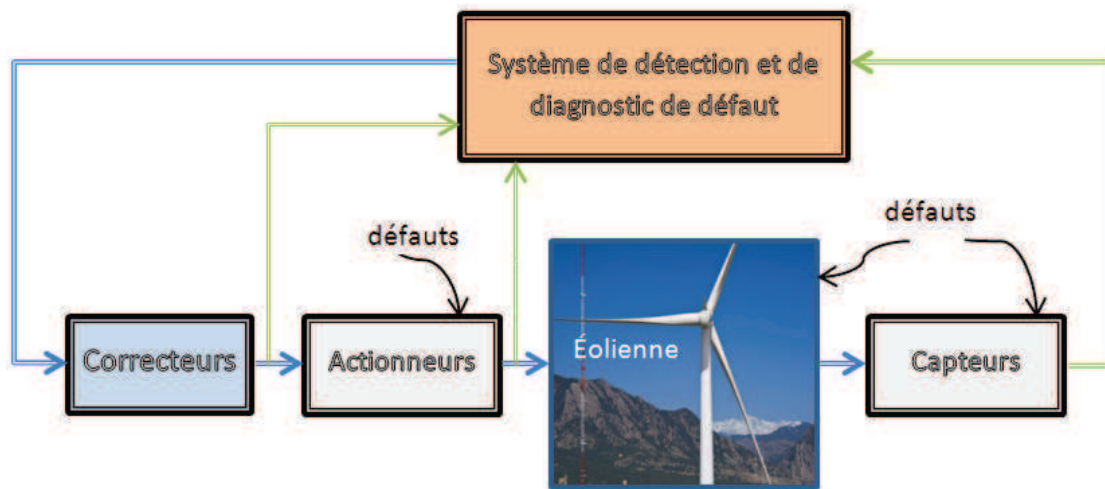 Système de détection et de
diagnostic de défaut
défauts
défauts
Correcteurs
Actionneurs
Éolienne
Capteurs